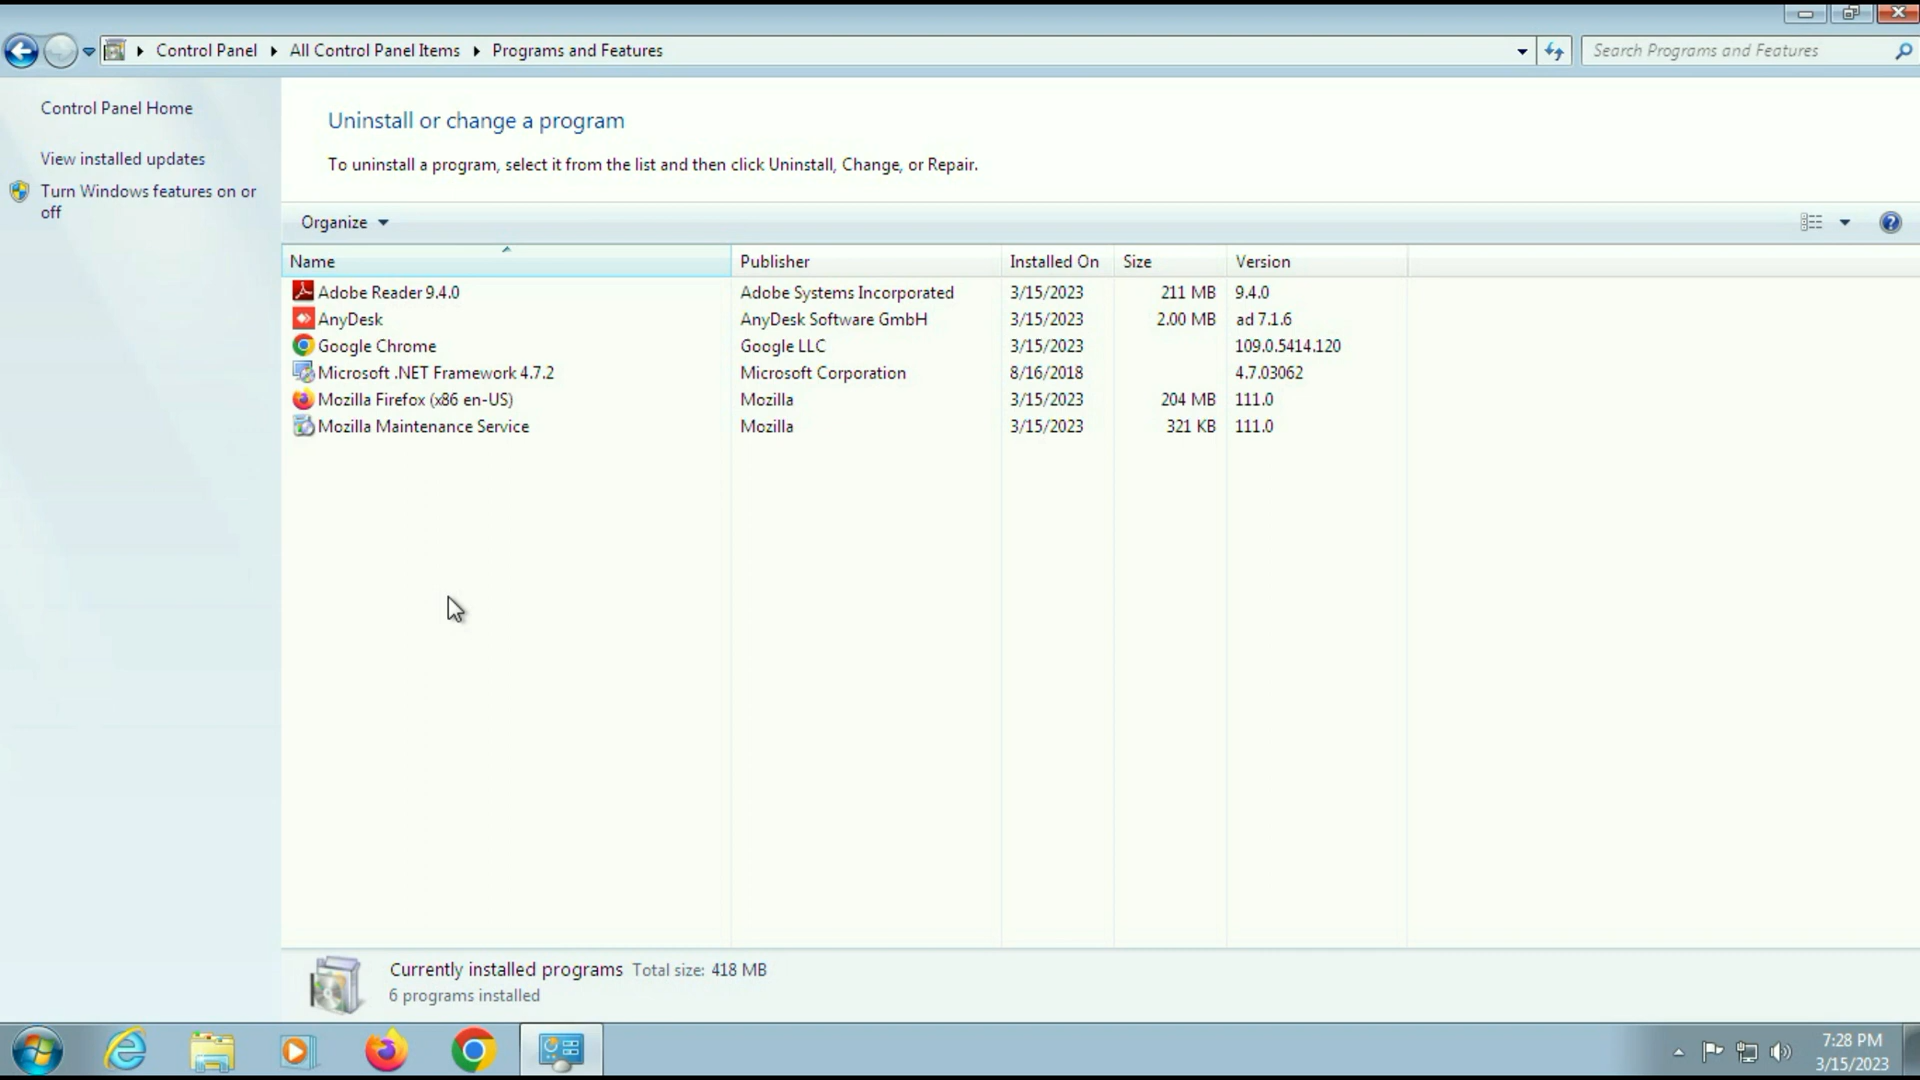 Control Panel
All Control Panel Items
Programs and Features
Search Programs and Features
Control Panel Home
View installed updates
Turn Windows features on or
off
Uninstall or change a program
To uninstall a program, select it from the list and then click Uninstall, Change, or Repair.
Organize
Name Publisher Installed On Size Version
Adobe Reader 9.4.0 Adobe Systems Incorporated 3/15/2023 211 MB 9.4.0
AnyDesk AnyDesk Software GmbH 3/15/2023 2.00 MB ad 7.1.6
Google Chrome Google LLC 3/15/2023 109.0.5414.120
Microsoft .NET Framework 4.7.2 Microsoft Corporation 8/16/2018 4.7.03062
Mozilla Firefox (x86 en-US) Mozilla 3/15/2023 204 MB 111.0
Mozilla Maintenance Service Mozilla 3/15/2023 321 KB 111.0
Currently installed programs Total size: 418 MB
6 programs installed
7:28 PM
3/15/2023